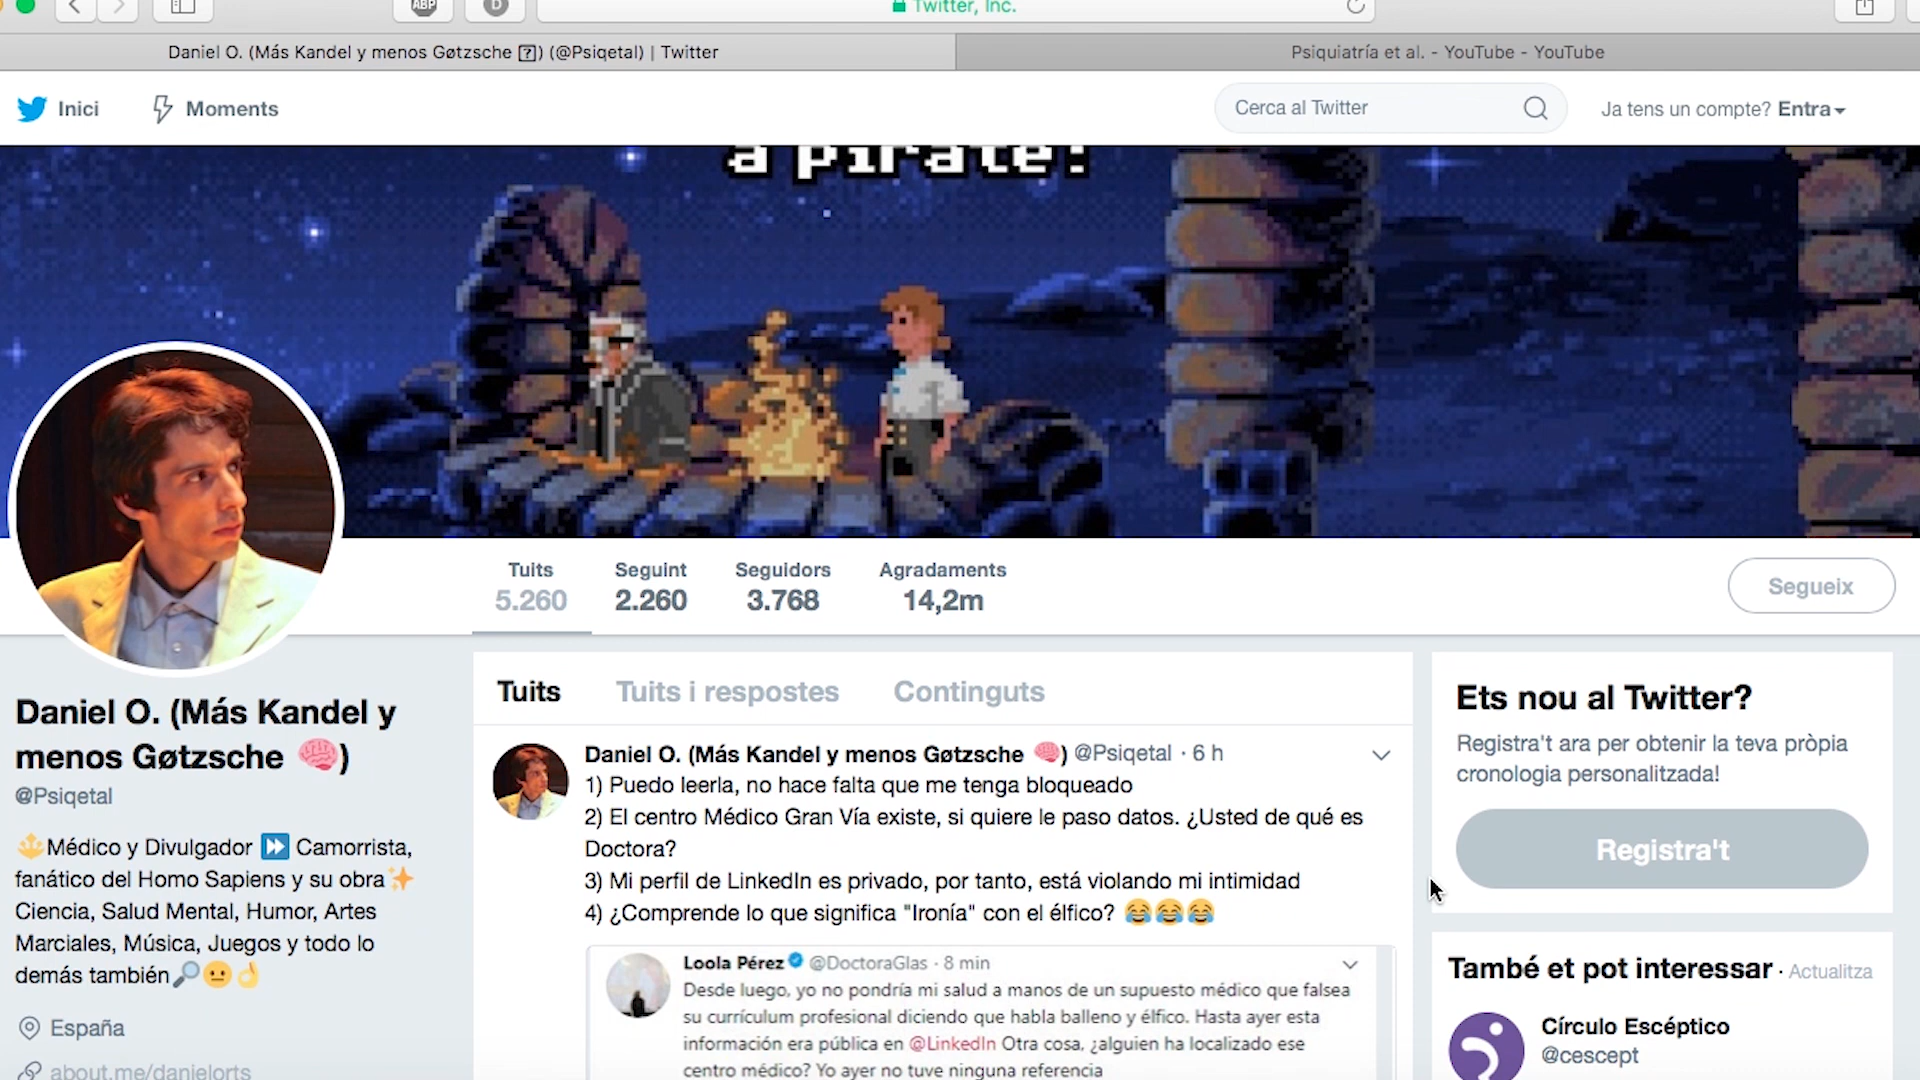 ABP
D
Twitter, Inc.
Daniel O. (Más Kandel y menos Gøtzsche ) (@Psiqetal) | Twitter
Psiquiatría et al. - YouTube - YouTube
Inici
Moments
Cerca al Twitter
Ja tens un compte? Entra
a pirate!
Tuits
5.260
Seguint
2.260
Seguidors
3.768
Agradaments
14,2m
Segueix
Daniel O. (Más Kandel y
menos Gøtzsche 🧠)
@Psiqetal
Médico y Divulgador ⏩ Camorrista,
fanático del Homo Sapiens y su obra✨
Ciencia, Salud Mental, Humor, Artes
Marciales, Música, Juegos y todo lo
demás también🔎😐👌
España
about.me/danielorts
Tuits
Tuits i respostes
Continguts
Daniel O. (Más Kandel y menos Gøtzsche 🧠) @Psiqetal · 6 h
1) Puedo leerla, no hace falta que me tenga bloqueado
2) El centro Médico Gran Vía existe, si quiere le paso datos. ¿Usted de qué es
Doctora?
3) Mi perfil de LinkedIn es privado, por tanto, está violando mi intimidad
4) ¿Comprende lo que significa "Ironía" con el élfico? 😂😂😂
Loola Pérez @DoctoraGlas · 8 min
Desde luego, yo no pondría mi salud a manos de un supuesto médico que falsea
su currículum profesional diciendo que habla balleno y élfico. Hasta ayer esta
información era pública en @LinkedIn Otra cosa, ¿alguien ha localizado ese
centro médico? Yo ayer no tuve ninguna referencia
Ets nou al Twitter?
Registra't ara per obtenir la teva pròpia
cronologia personalitzada!
Registra't
També et pot interessar · Actualitza
Círculo Escéptico
@cescept